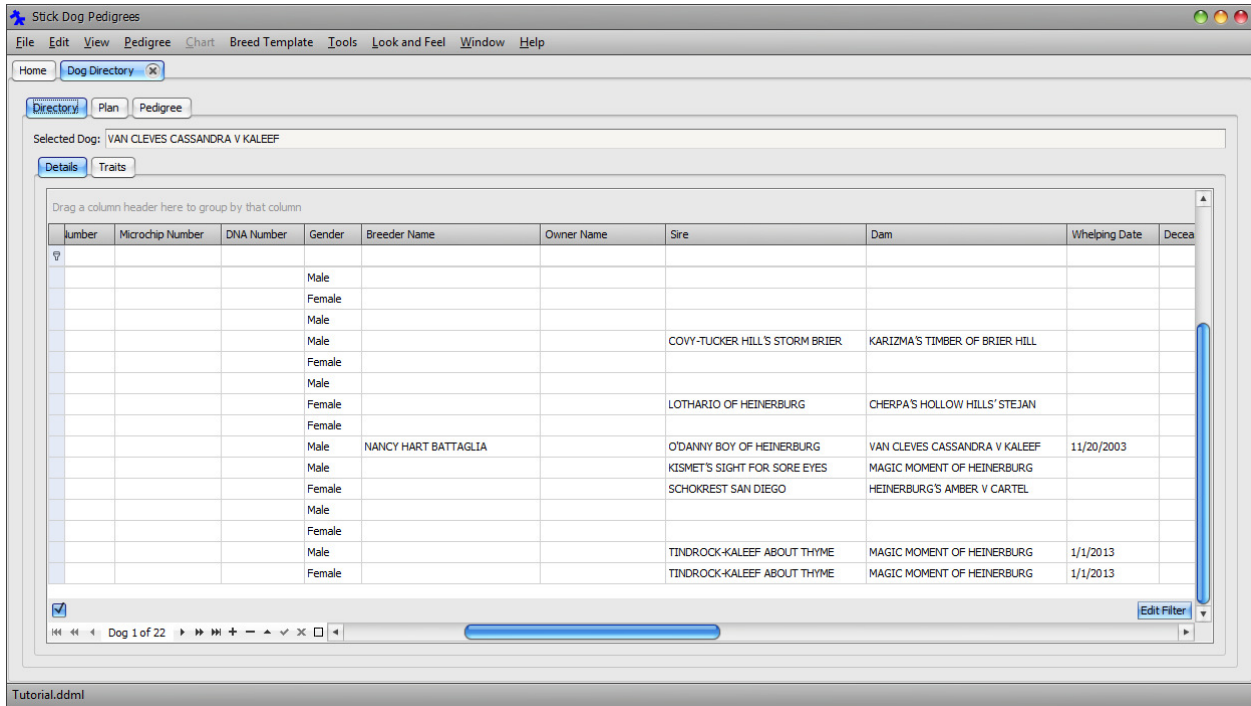 Stick Dog Pedigrees
File Edit View Pedigree Chart Breed Template Tools Look and Feel Window Help
Home Dog Directory
Directory Plan Pedigree
Selected Dog: VAN CLEVES CASSANDRA V KALEEF
Details Traits
Drag a column header here to group by that column
lumber Microchip Number DNA Number Gender Breeder Name Owner Name Sire Dam Whelping Date Decea
Male
Female
Male
Male COVY-TUCKER HILL'S STORM BRIER KARIZMA'S TIMBER OF BRIER HILL
Female
Male
Female LOTHARIO OF HEINERBURG CHERPA'S HOLLOW HILLS' STEJAN
Female
Male NANCY HART BATTAGLIA O'DANNY BOY OF HEINERBURG VAN CLEVES CASSANDRA V KALEEF 11/20/2003
Male KISMET'S SIGHT FOR SORE EYES MAGIC MOMENT OF HEINERBURG
Female SCHOKREST SAN DIEGO HEINERBURG'S AMBER V CARTEL
Male
Female
Male TINDROCK-KALEEF ABOUT THYME MAGIC MOMENT OF HEINERBURG 1/1/2013
Female TINDROCK-KALEEF ABOUT THYME MAGIC MOMENT OF HEINERBURG 1/1/2013
Edit Filter
Dog 1 of 22
Tutorial.ddml